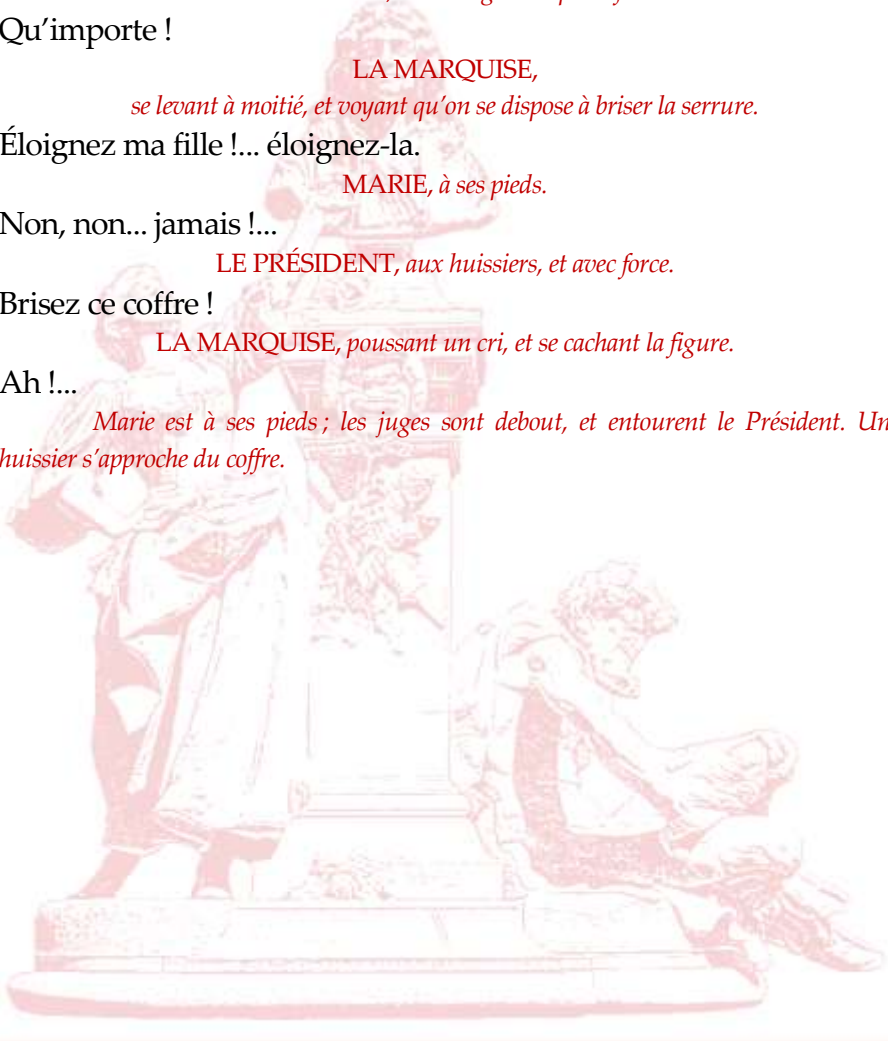 Qu’importe !
LA MARQUISE,
se levant à moitié, et voyant qu’on se dispose à briser la serrure.
Éloignez ma fille !... éloignez-la.
MARIE, à ses pieds.
Non, non... jamais !...
LE PRÉSIDENT, aux huissiers, et avec force.
Brisez ce coffre !
LA MARQUISE, poussant un cri, et se cachant la figure.
Ah !...
Marie est à ses pieds ; les juges sont debout, et entourent le Président. Un
huissier s’approche du coffre.